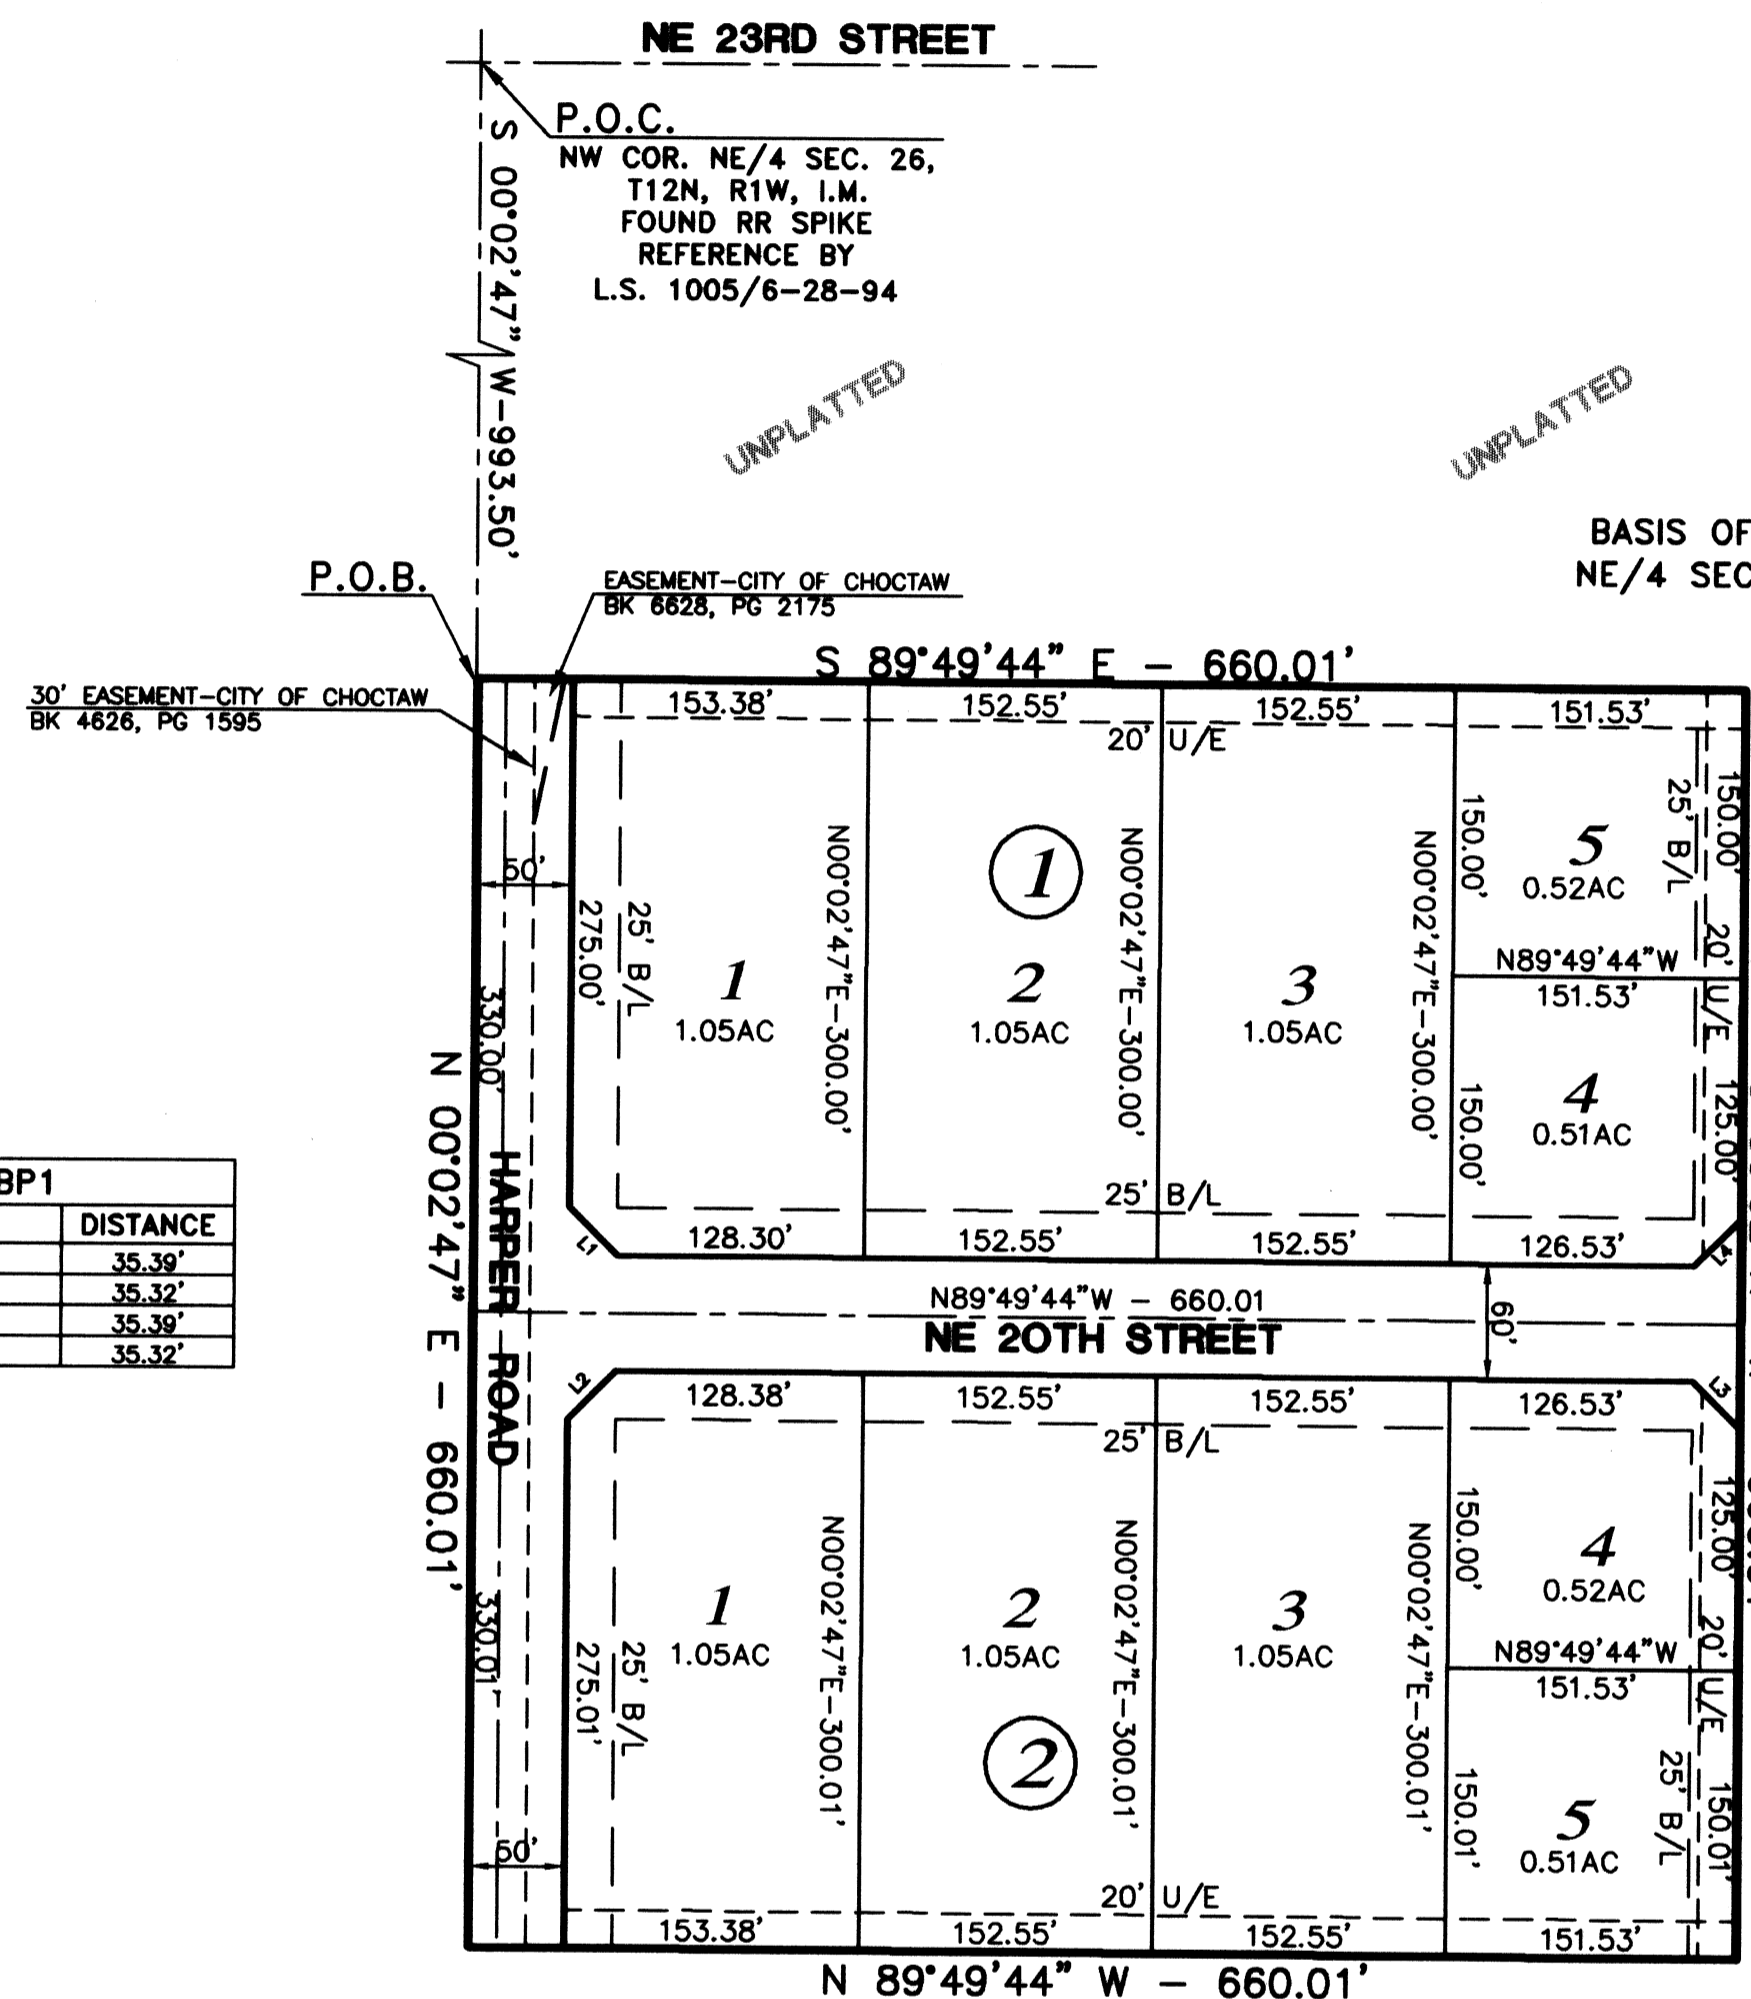 NE 23RD STREET
P.O.C.
NW COR. NE/4 SEC. 26,
T12N, R1W, I.M.
FOUND RR SPIKE
REFERENCE BY
L.S. 1005/6-28-94
S 00°02'47" W-993.50'
UNPLATTED
UNPLATTED
BASIS OF
NE/4 SEC
P.O.B.
EASEMENT-CITY OF CHOCTAW
BK 6628, PG 2175
30' EASEMENT-CITY OF CHOCTAW
BK 4626, PG 1595
S 89°49'44" E - 660.01'
153.38'
152.55'
152.55'
151.53'
20' U/E
50'
275.00'
25' B/L
1
1.05AC
N00°02'47"E-300.00'
1
2
1.05AC
N00°02'47"E-300.00'
3
1.05AC
N00°02'47"E-300.00'
150.00'
5
0.52AC
25' B/L
150.00'
20' U/E
N89°49'44"W
151.53'
150.00'
4
0.51AC
125.00'
330.00'
N 00°02'47" E - 660.01'
HARPER ROAD
BP1
DISTANCE
35.39'
35.32'
35.39'
35.32'
25' B/L
L1
128.30'
152.55'
152.55'
126.53'
L4
N89°49'44"W - 660.01
NE 20TH STREET
60'
L2
128.38'
152.55'
152.55'
126.53'
L3
25' B/L
330.01'
275.01'
25' B/L
1
1.05AC
N00°02'47"E-300.01'
2
1.05AC
N00°02'47"E-300.01'
2
3
1.05AC
N00°02'47"E-300.01'
150.00'
4
0.52AC
125.00'
20' U/E
N89°49'44"W
151.53'
150.01'
5
0.51AC
25' B/L
150.01'
50'
20' U/E
153.38'
152.55'
152.55'
151.53'
N 89°49'44" W - 660.01'